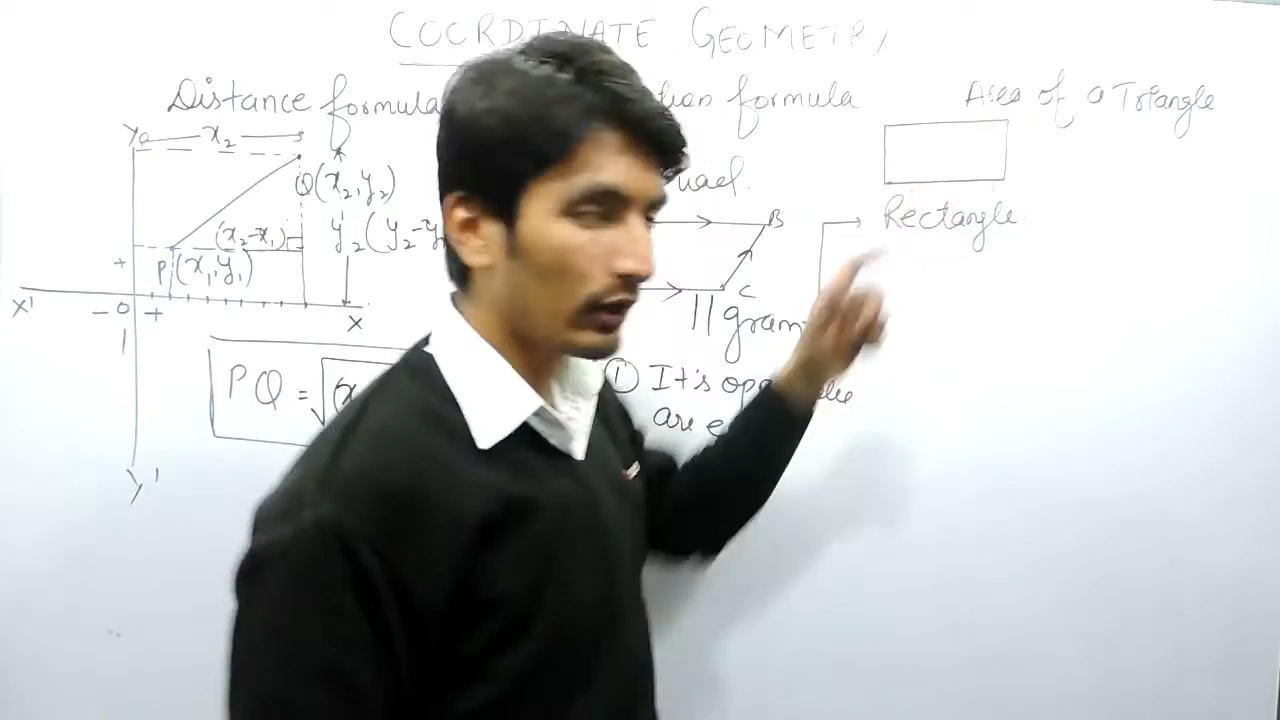 COORDINATE GEOMETRY
Distance formula
formula
Area of a Triangle
Y
x₂
Q(x₂,y₂)
(x₂-x₁)
y₂(y₂-y
P(x₁,y₁)
+
X'
- O +
X
-
Y'
PQ = √(x
B
C
||gram
① It's
are
Rectangle